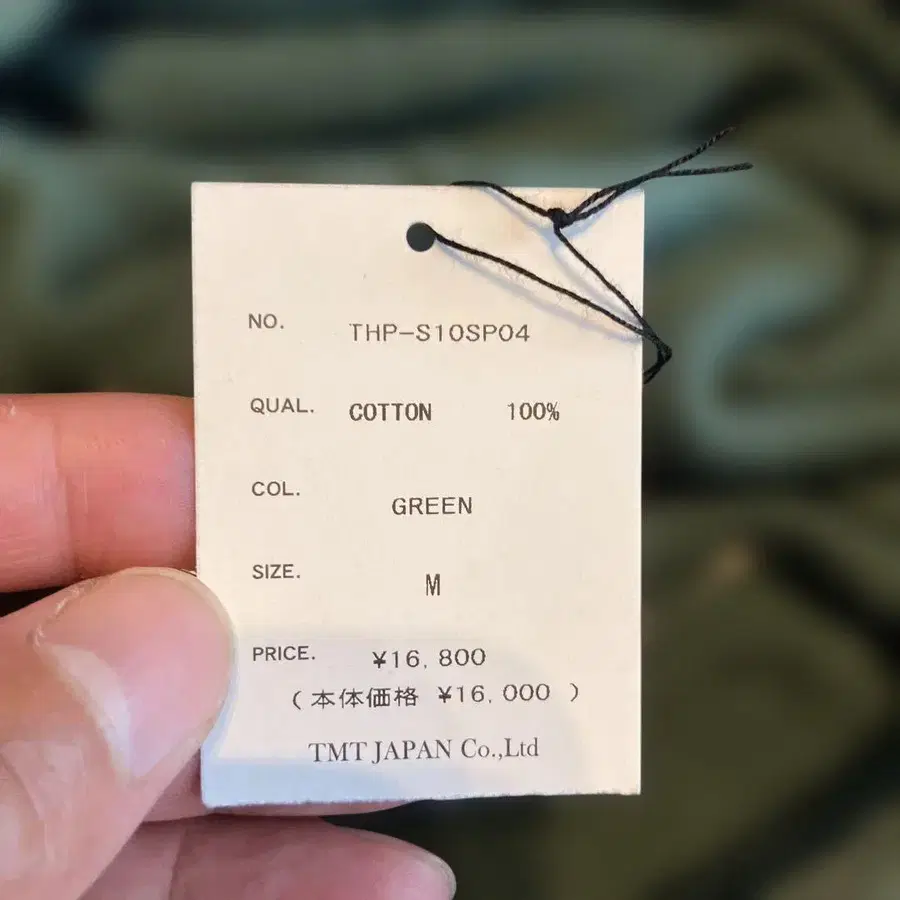 NO. THP-S10SP04
QUAL. COTTON 100%
COL. GREEN
SIZE. M
PRICE. ¥16,800
(本体価格 ¥16,000 )
TMT JAPAN Co.,Ltd